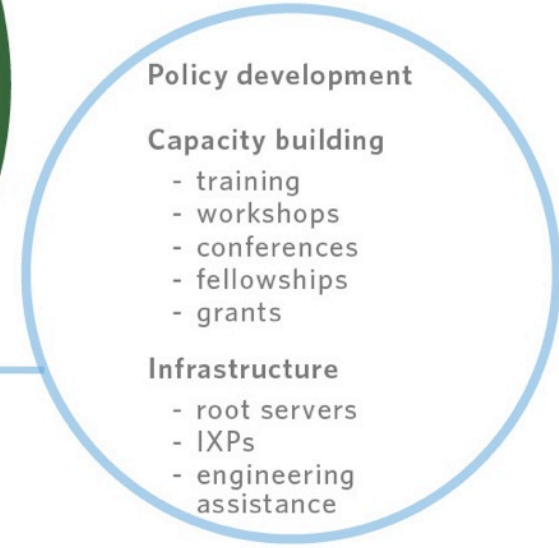 Policy development
Capacity building
- training
- workshops
- conferences
- fellowships
- grants
Infrastructure
- root servers
- IXPs
- engineering
assistance